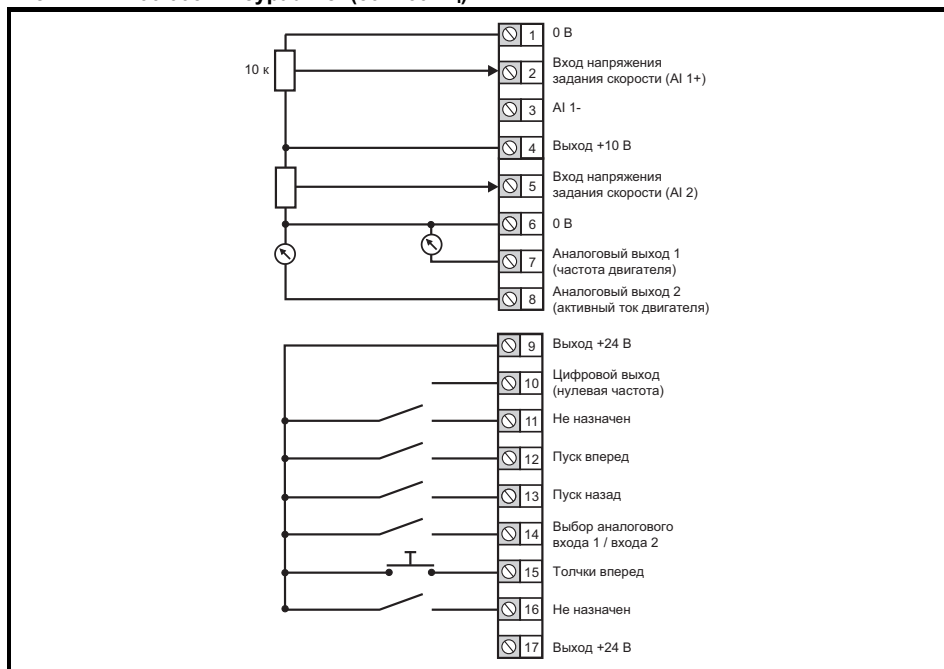 10 к
1 0 В
2 Вход напряжения
задания скорости (AI 1+)
3 AI 1-
4 Выход +10 В
5 Вход напряжения
задания скорости (AI 2)
6 0 В
7 Аналоговый выход 1
(частота двигателя)
8 Аналоговый выход 2
(активный ток двигателя)
9 Выход +24 В
10 Цифровой выход
(нулевая частота)
11 Не назначен
12 Пуск вперед
13 Пуск назад
14 Выбор аналогового
входа 1 / входа 2
15 Толчки вперед
16 Не назначен
17 Выход +24 В